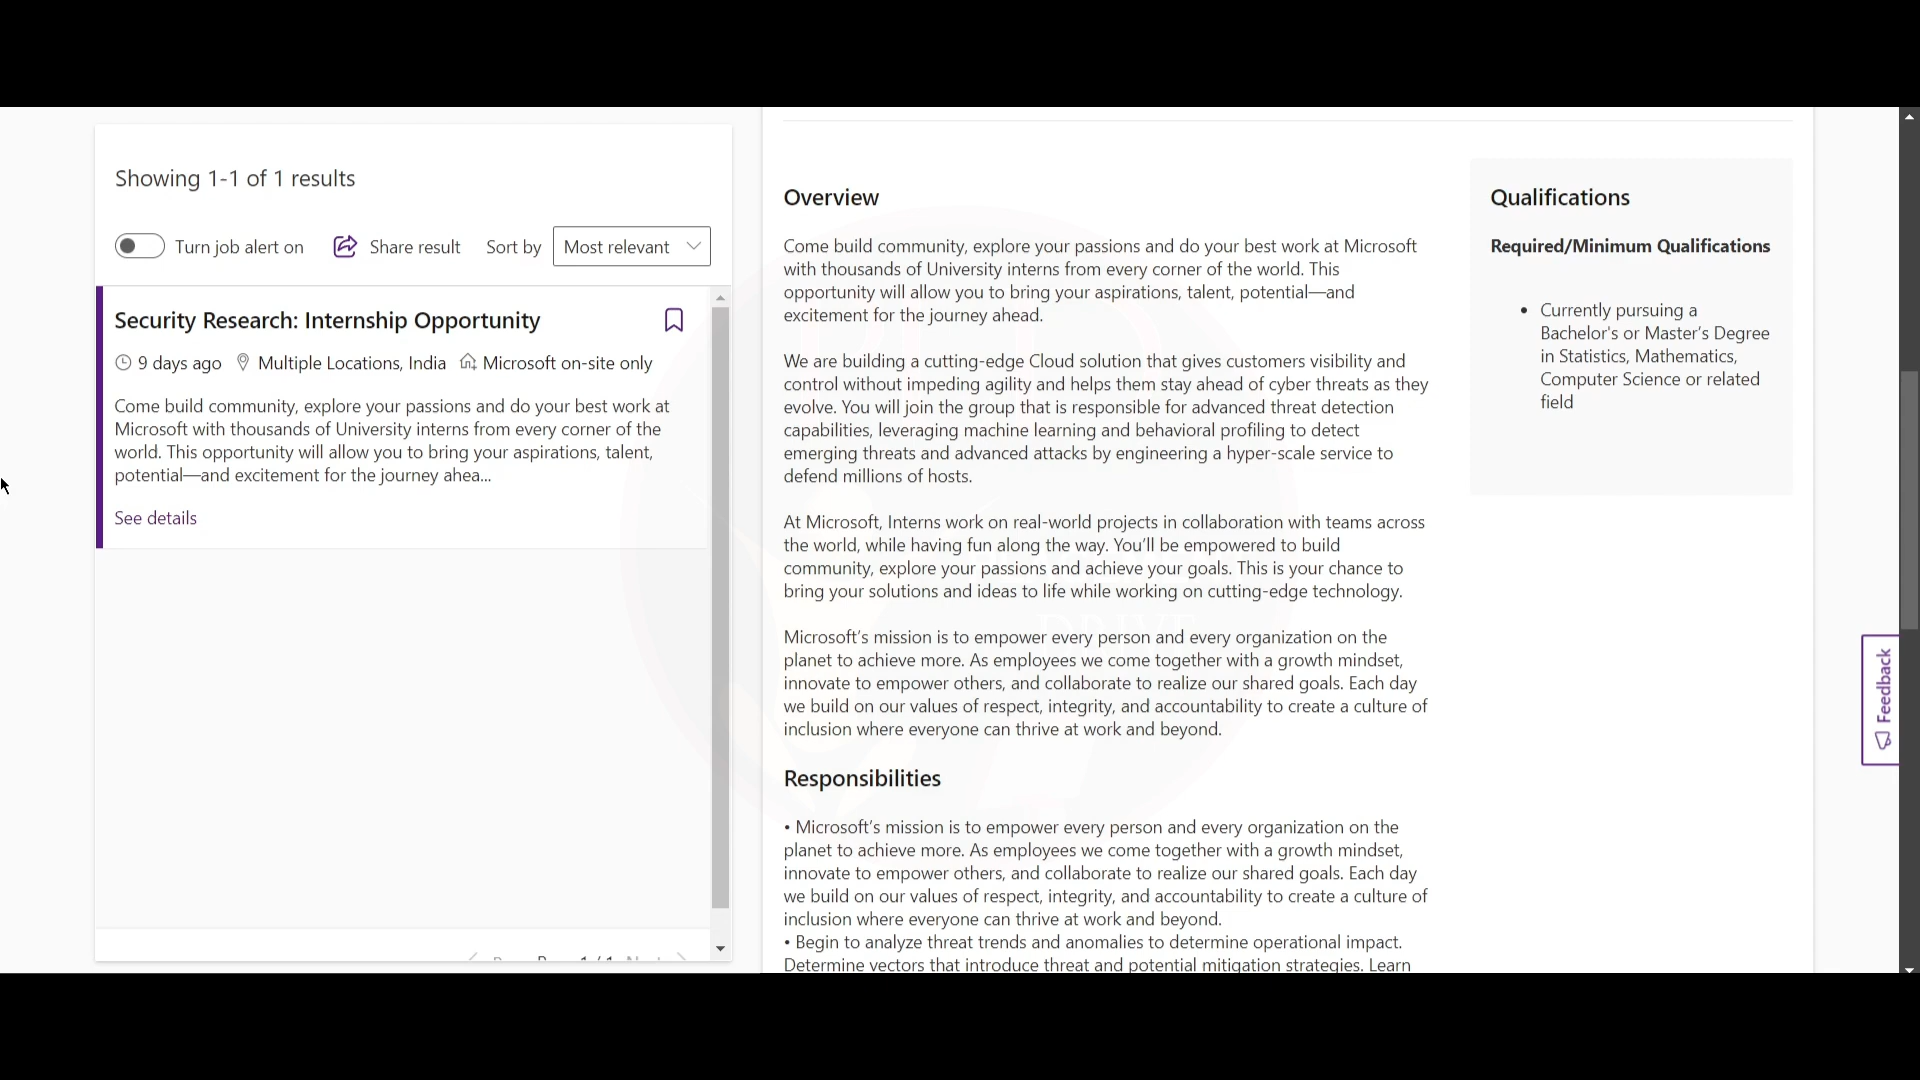 Showing 1-1 of 1 results
Turn job alert on Share result Sort by Most relevant
Security Research: Internship Opportunity
9 days ago Multiple Locations, India Microsoft on-site only
Come build community, explore your passions and do your best work at
Microsoft with thousands of University interns from every corner of the
world. This opportunity will allow you to bring your aspirations, talent,
potential—and excitement for the journey ahea...
See details
Overview
Come build community, explore your passions and do your best work at Microsoft
with thousands of University interns from every corner of the world. This
opportunity will allow you to bring your aspirations, talent, potential—and
excitement for the journey ahead.
We are building a cutting-edge Cloud solution that gives customers visibility and
control without impeding agility and helps them stay ahead of cyber threats as they
evolve. You will join the group that is responsible for advanced threat detection
capabilities, leveraging machine learning and behavioral profiling to detect
emerging threats and advanced attacks by engineering a hyper-scale service to
defend millions of hosts.
At Microsoft, Interns work on real-world projects in collaboration with teams across
the world, while having fun along the way. You’ll be empowered to build
community, explore your passions and achieve your goals. This is your chance to
bring your solutions and ideas to life while working on cutting-edge technology.
Microsoft’s mission is to empower every person and every organization on the
planet to achieve more. As employees we come together with a growth mindset,
innovate to empower others, and collaborate to realize our shared goals. Each day
we build on our values of respect, integrity, and accountability to create a culture of
inclusion where everyone can thrive at work and beyond.
Responsibilities
• Microsoft’s mission is to empower every person and every organization on the
planet to achieve more. As employees we come together with a growth mindset,
innovate to empower others, and collaborate to realize our shared goals. Each day
we build on our values of respect, integrity, and accountability to create a culture of
inclusion where everyone can thrive at work and beyond.
• Begin to analyze threat trends and anomalies to determine operational impact.
Determine vectors that introduce threat and potential mitigation strategies. Learn
Qualifications
Required/Minimum Qualifications
• Currently pursuing a
Bachelor's or Master’s Degree
in Statistics, Mathematics,
Computer Science or related
field
Feedback
DRIVE